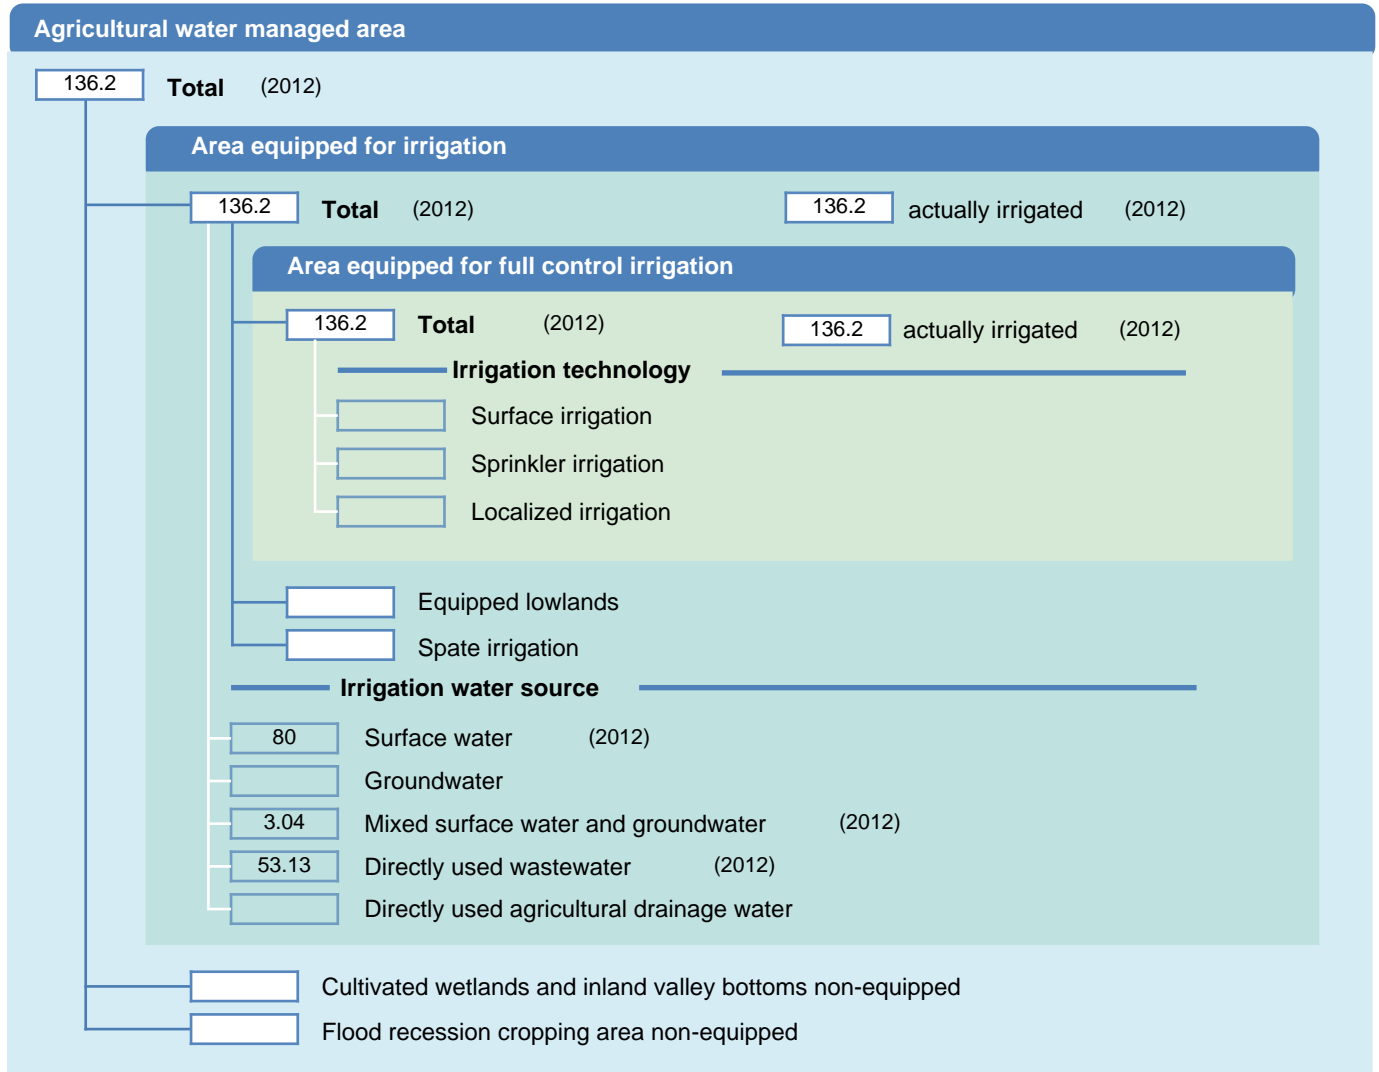 Agricultural water managed area
136.2 Total (2012)
Area equipped for irrigation
136.2 Total (2012) 136.2 actually irrigated (2012)
Area equipped for full control irrigation
136.2 Total (2012) 136.2 actually irrigated (2012)
Irrigation technology
Surface irrigation
Sprinkler irrigation
Localized irrigation
Equipped lowlands
Spate irrigation
Irrigation water source
80 Surface water (2012)
Groundwater
3.04 Mixed surface water and groundwater (2012)
53.13 Directly used wastewater (2012)
Directly used agricultural drainage water
Cultivated wetlands and inland valley bottoms non-equipped
Flood recession cropping area non-equipped